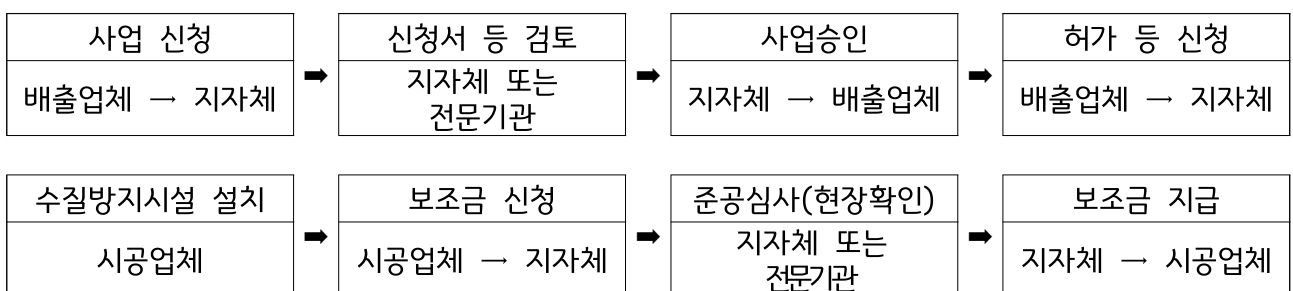 사업 신청
배출업체 → 지자체
➡
신청서 등 검토
지자체 또는
전문기관
➡
사업승인
지자체 → 배출업체
➡
허가 등 신청
배출업체 → 지자체
수질방지시설 설치
시공업체
➡
보조금 신청
시공업체 → 지자체
➡
준공심사(현장확인)
지자체 또는
전문기관
➡
보조금 지급
지자체 → 시공업체